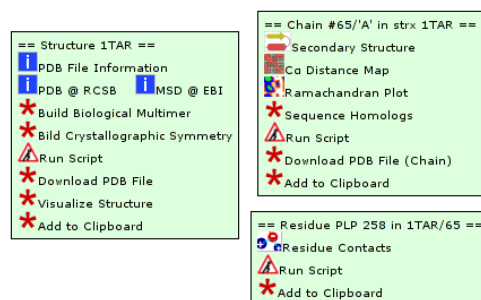 == Structure 1TAR ==
PDB File Information
PDB @ RCSB MSD @ EBI
Build Biological Multimer
Bild Crystallographic Symmetry
Run Script
Download PDB File
Visualize Structure
Add to Clipboard
== Chain #65/'A' in strx 1TAR ==
Secondary Structure
Cα Distance Map
Ramachandran Plot
Sequence Homologs
Run Script
Download PDB File (Chain)
Add to Clipboard
== Residue PLP 258 in 1TAR/65 ==
Residue Contacts
Run Script
Add to Clipboard